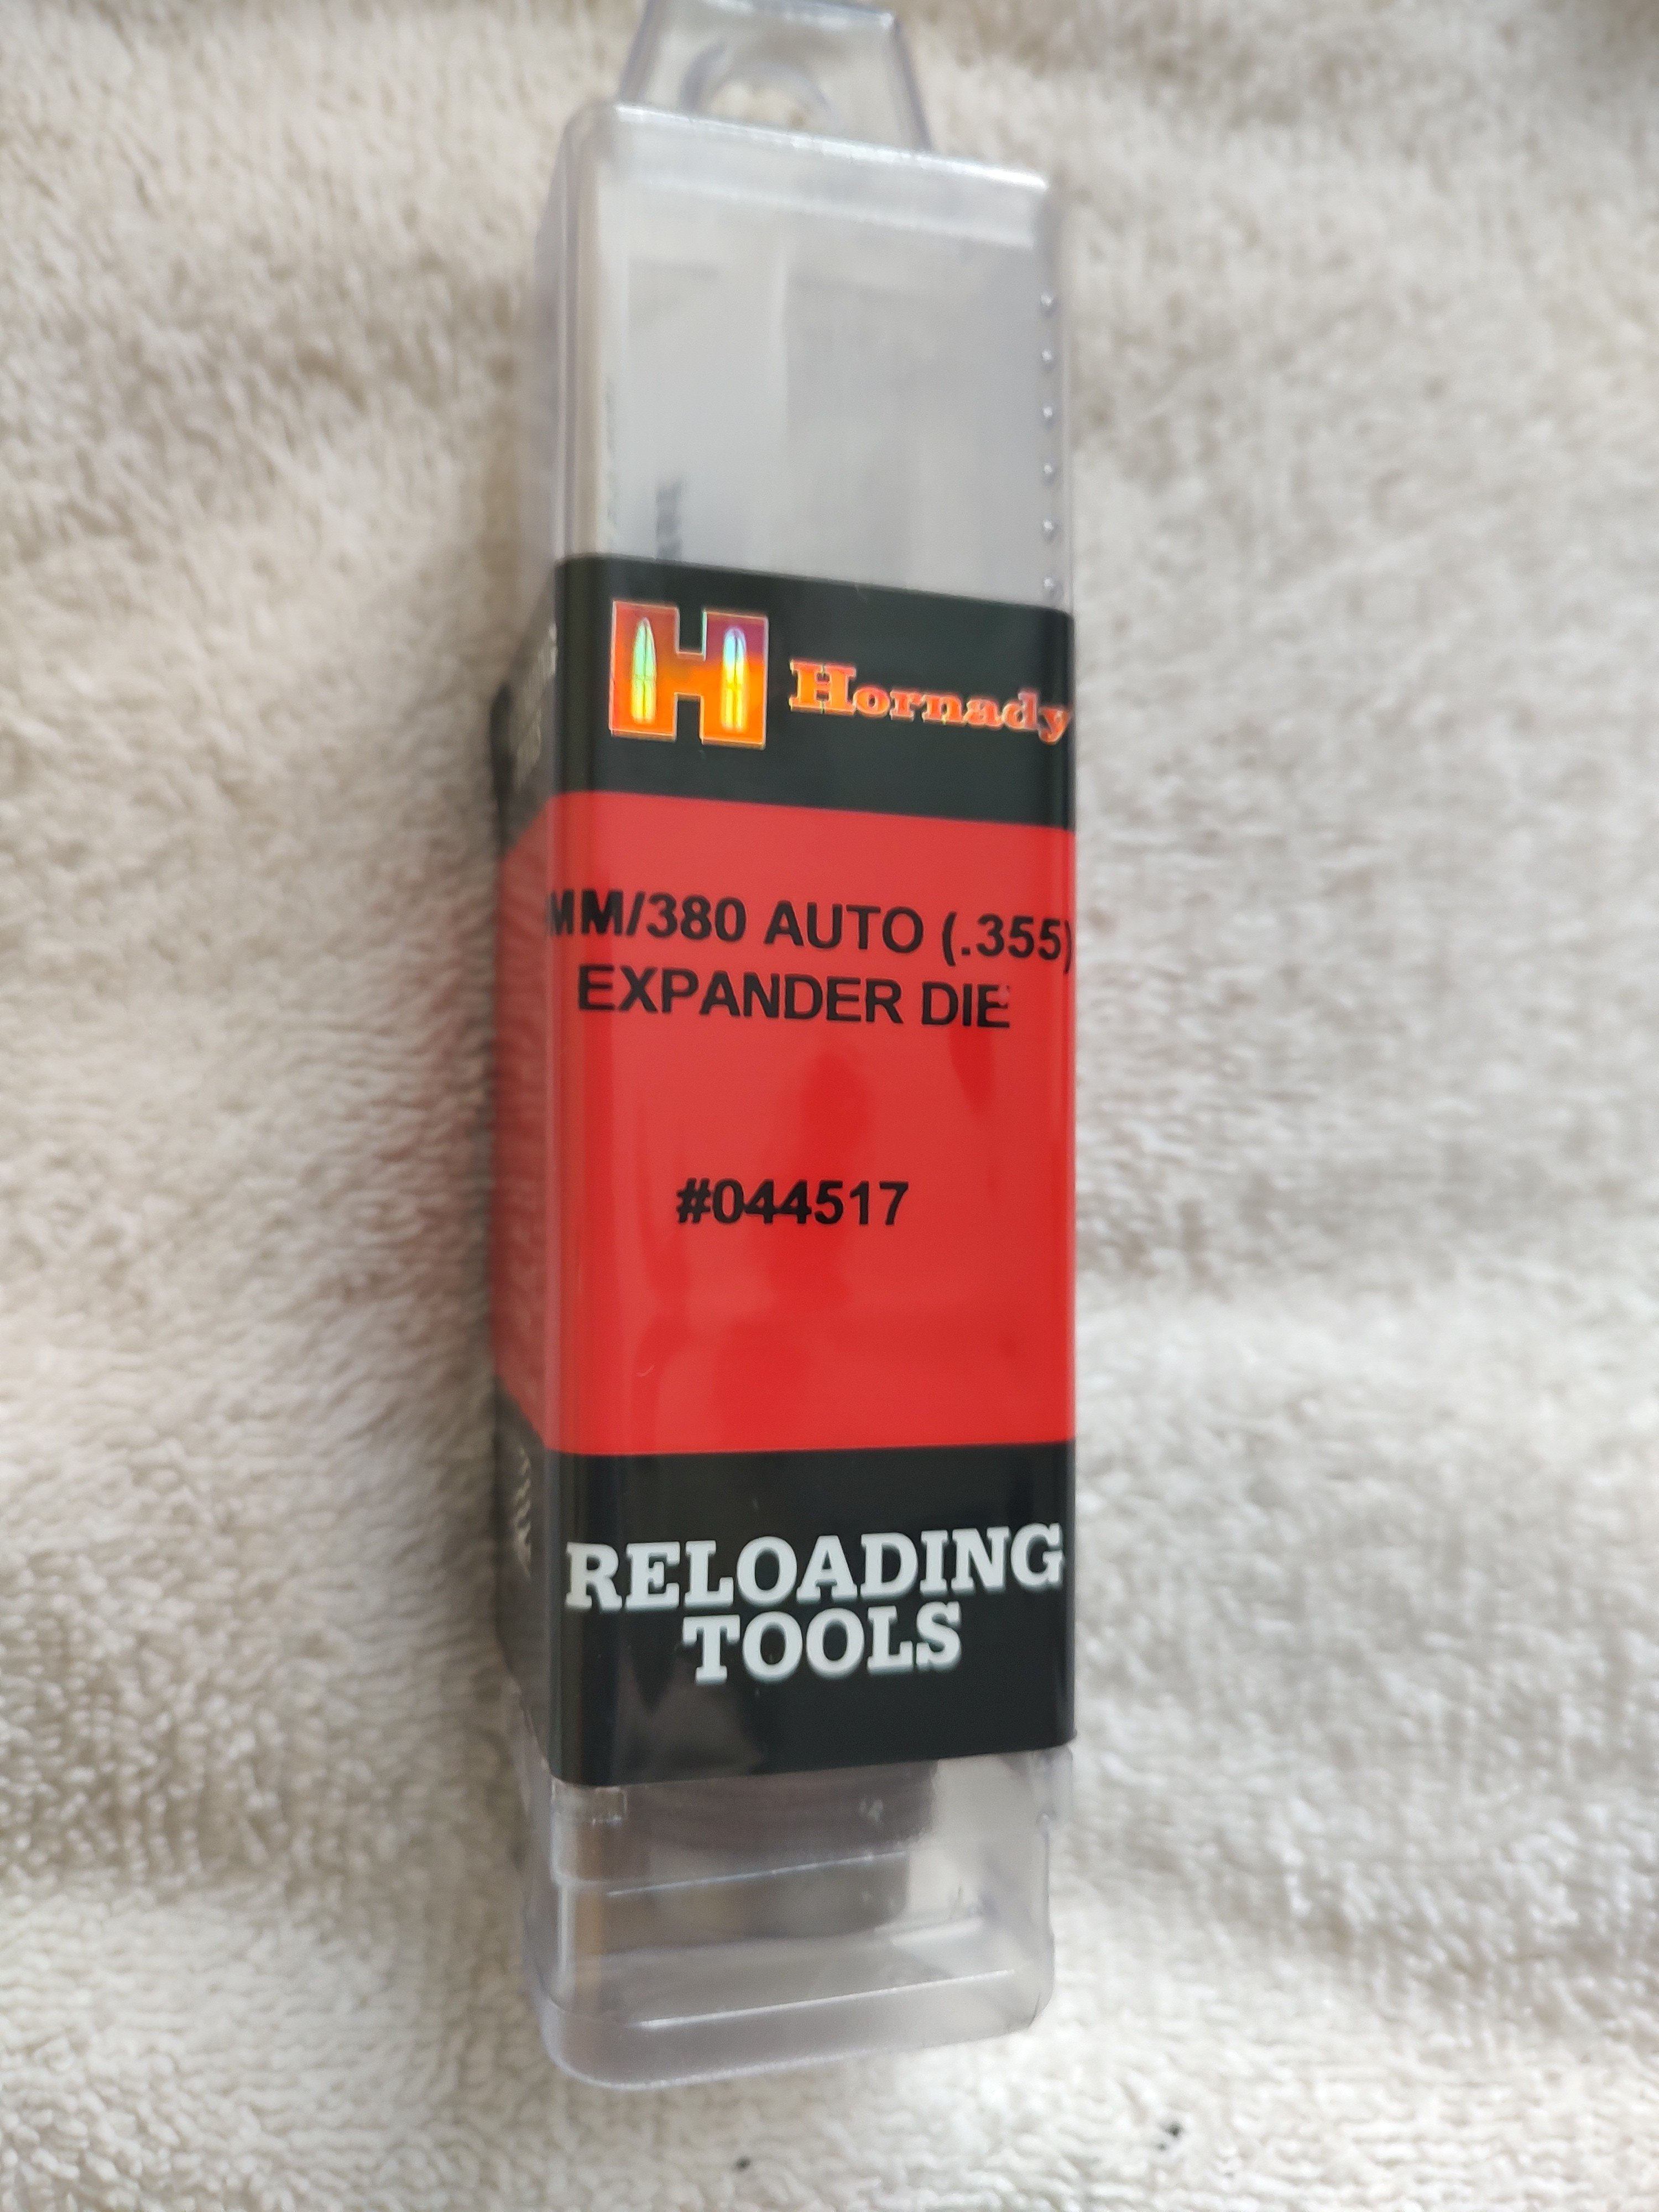 Hornady
MM/380 AUTO (.355)
EXPANDER DIE
#044517
RELOADING
TOOLS